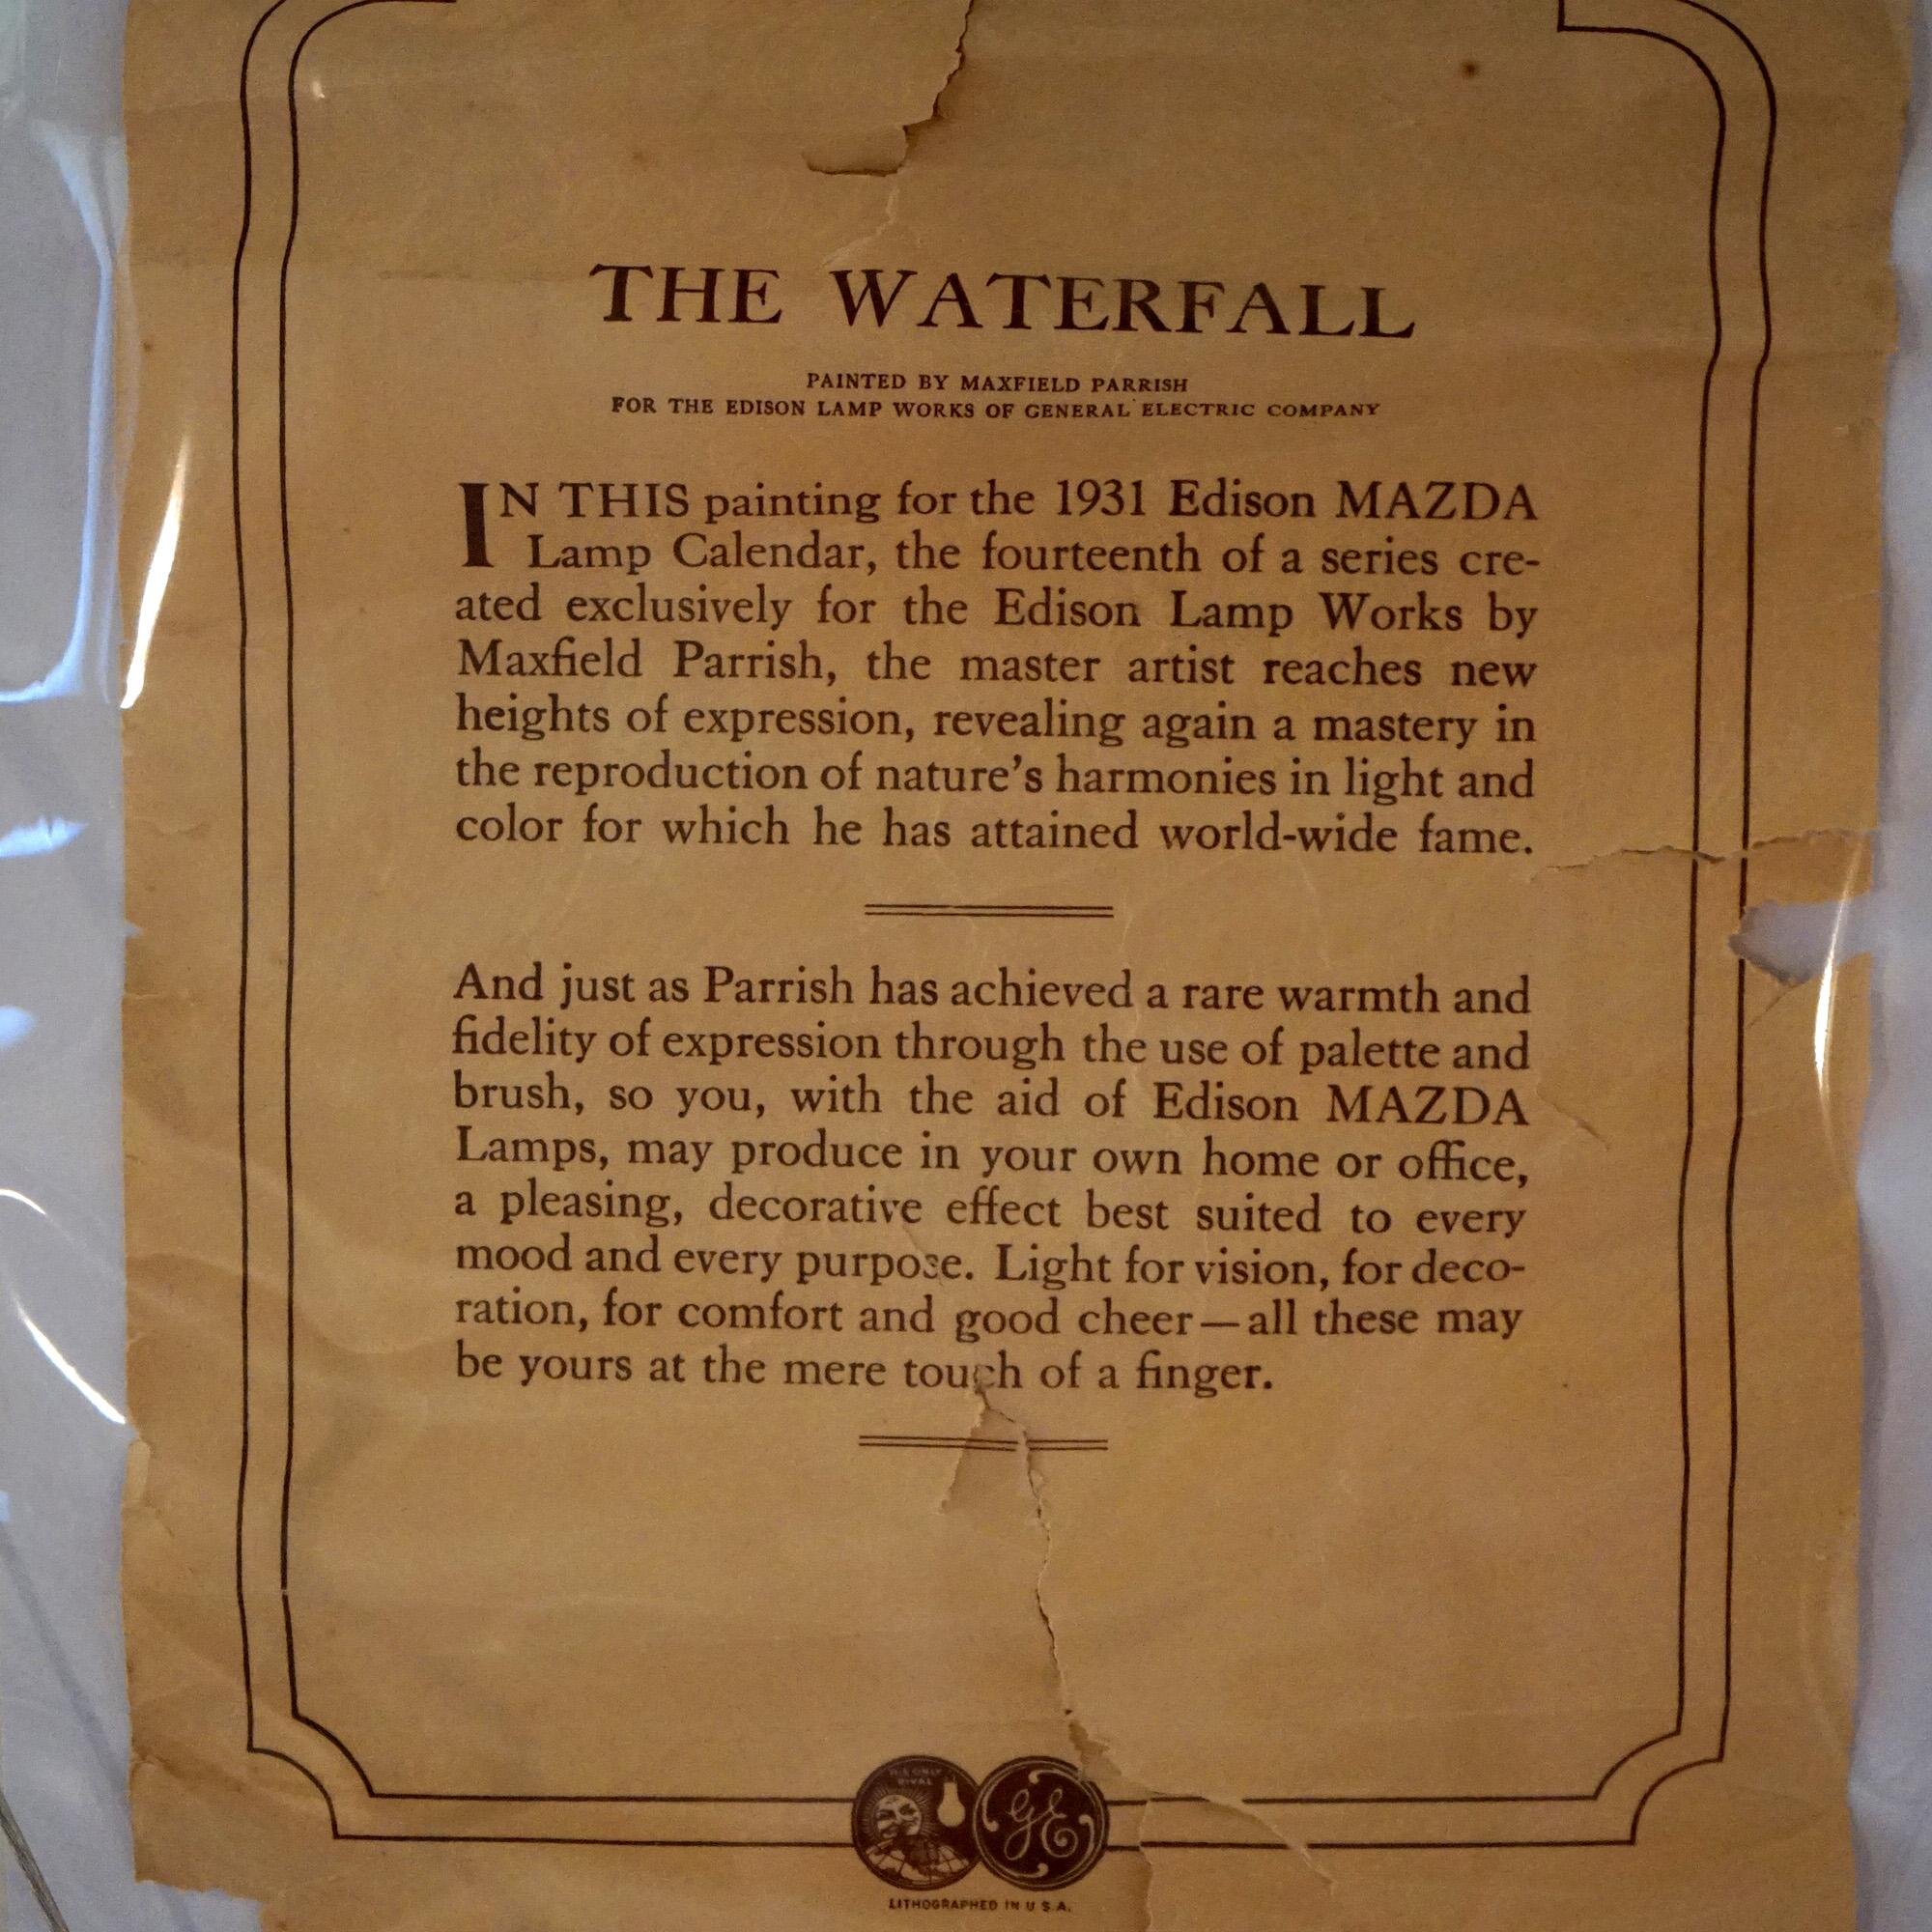 THE WATERFALL
PAINTED BY MAXFIELD PARRISH
FOR THE EDISON LAMP WORKS OF GENERAL ELECTRIC COMPANY
IN THIS painting for the 1931 Edison MAZDA
Lamp Calendar, the fourteenth of a series cre-
ated exclusively for the Edison Lamp Works by
Maxfield Parrish, the master artist reaches new
heights of expression, revealing again a mastery in
the reproduction of nature's harmonies in light and
color for which he has attained world-wide fame.
And just as Parrish has achieved a rare warmth and
fidelity of expression through the use of palette and
brush, so you, with the aid of Edison MAZDA
Lamps, may produce in your own home or office,
a pleasing, decorative effect best suited to every
mood and every purpose. Light for vision, for deco-
ration, for comfort and good cheer—all these may
be yours at the mere touch of a finger.
HIS ONLY
RIVAL
GE
LITHOGRAPHED IN U.S.A.